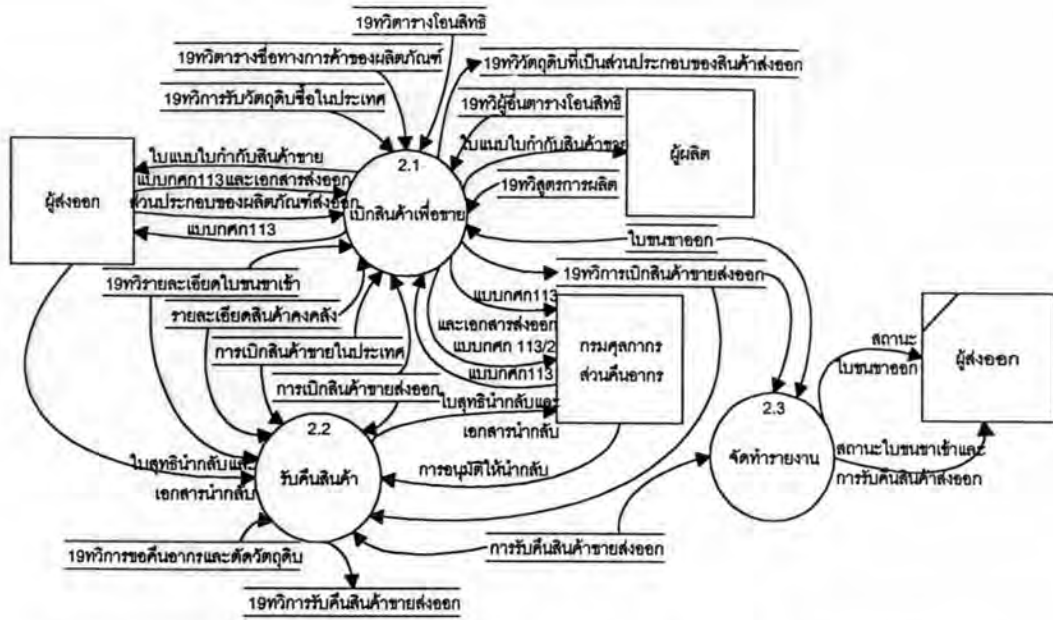 19ทวิตารางโอนสิทธิ
19ทวิตารางชื่อทางการค้าของผลิตภัณฑ์
19ทวิวัตถุดิบที่เป็นส่วนประกอบของสินค้าส่งออก
19ทวิการรับวัตถุดิบซื้อในประเทศ
19ทวิผู้อื่นตารางโอนสิทธิ
ใบแนบใบกำกับสินค้าขาย
ผู้ผลิต
19ทวิสูตรการผลิต
ผู้ส่งออก
ใบแนบใบกำกับสินค้าขาย
แบบกศก113และเอกสารส่งออก
ส่วนประกอบของผลิตภัณฑ์ส่งออก
แบบกศก113
2.1
เบิกสินค้าเพื่อขาย
ใบขนขาออก
19ทวิการเบิกสินค้าขายส่งออก
19ทวิรายละเอียดใบขนขาเข้า
รายละเอียดสินค้าคงคลัง
การเบิกสินค้าขายในประเทศ
การเบิกสินค้าขายส่งออก
แบบกศก113
และเอกสารส่งออก
แบบกศก 113/2
แบบกศก113
กรมศุลกากร
ส่วนคืนอากร
ใบสุทธินำกลับและ
เอกสารนำกลับ
การอนุมัติให้นำกลับ
2.2
รับคืนสินค้า
ใบสุทธินำกลับและ
เอกสารนำกลับ
2.3
จัดทำรายงาน
สถานะ
ใบขนขาออก
ผู้ส่งออก
สถานะใบขนขาเข้าและ
การรับคืนสินค้าส่งออก
19ทวิการขอคืนอากรและตัดวัตถุดิบ
การรับคืนสินค้าขายส่งออก
19ทวิการรับคืนสินค้าขายส่งออก